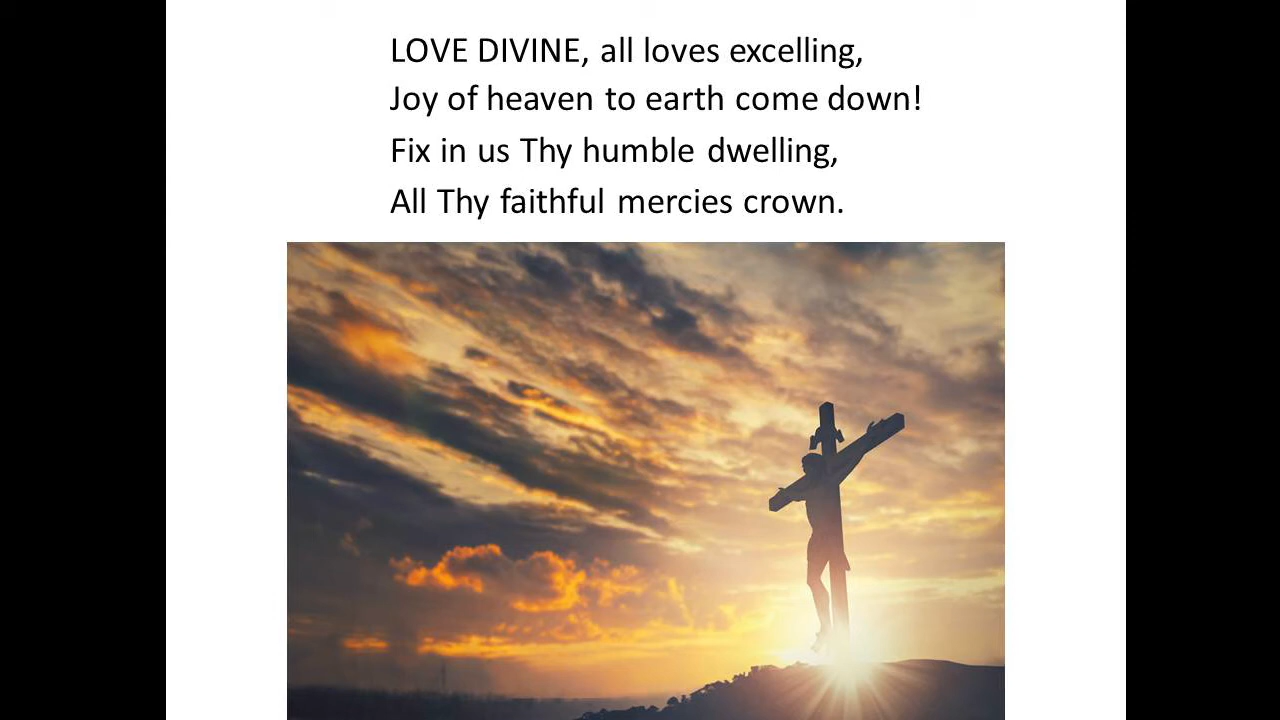 LOVE DIVINE, all loves excelling,
Joy of heaven to earth come down!
Fix in us Thy humble dwelling,
All Thy faithful mercies crown.